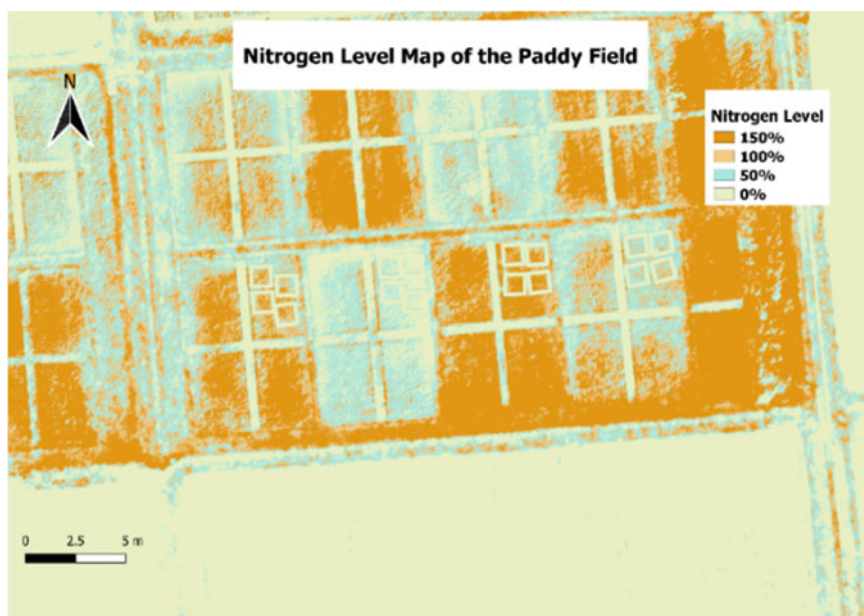 Nitrogen Level Map of the Paddy Field
N
Nitrogen Level
150%
100%
50%
0%
0 2.5 5 m